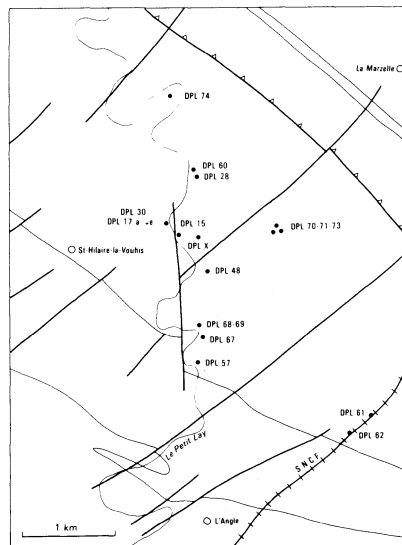 La Marzelle
DPL 74
DPL 60
DPL 28
DPL 30
DPL 17 a -e
DPL 15
DPL X
DPL 70-71 73
St-Hilaire-la-Vouhis
DPL 48
DPL 68-69
DPL 67
DPL 57
DPL 61
DPL 62
Le Petit Lay
S.N.C.F.
L'Angle
1 km